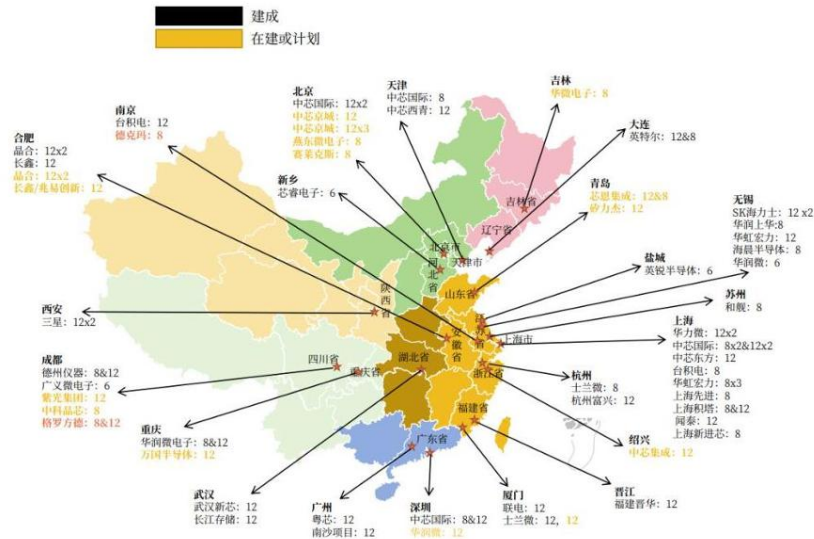 建成
在建或计划
吉林
华微电子：8
天津
中芯国际：8
中芯西青：12
北京
中芯国际：12x2
中芯京城：12
中芯京城：12x3
燕东微电子：8
赛莱克斯：8
南京
台积电：12
德克玛：8
大连
英特尔：12&8
合肥
晶合：12x2
长鑫：12
晶合：12x2
长鑫/兆易创新：12
新乡
芯睿电子：6
青岛
芯恩集成：12&8
矽力杰：12
无锡
SK海力士：12 x2
华润上华:8
华虹宏力：12
海晨半导体：8
华润微：6
盐城
英锐半导体：6
苏州
和舰：8
上海
华力微：12x2
中芯国际：8x2&12x2
中芯东方：12
台积电：8
华虹宏力：8x3
上海先进：8
上海积塔：8&12
闻泰：12
上海新进芯：8
西安
三星：12x2
成都
德州仪器：8&12
广义微电子：6
紫光集团：12
中科晶芯：8
格罗方德：8&12
重庆
华润微电子：8&12
万国半导体：12
杭州
士兰微：8
杭州富兴：12
绍兴
中芯集成：12
武汉
武汉新芯：12
长江存储：12
广州
粤芯：12
南沙项目：12
深圳
中芯国际：8&12
华润微：12
厦门
联电：12
士兰微：12，12
晋江
福建晋华：12
吉林省
辽宁省
北京市
天津市
河北省
山东省
陕西省
安徽省
上海市
四川省
重庆省
湖北省
浙江省
福建省
广东省